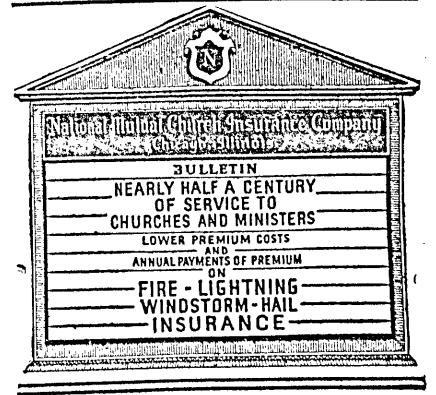 N
National Mutual Church Insurance Company
Chicago, Illinois
BULLETIN
NEARLY HALF A CENTURY
OF SERVICE TO
CHURCHES AND MINISTERS
LOWER PREMIUM COSTS
AND
ANNUAL PAYMENTS OF PREMIUM
ON
FIRE - LIGHTNING
WINDSTORM - HAIL
INSURANCE